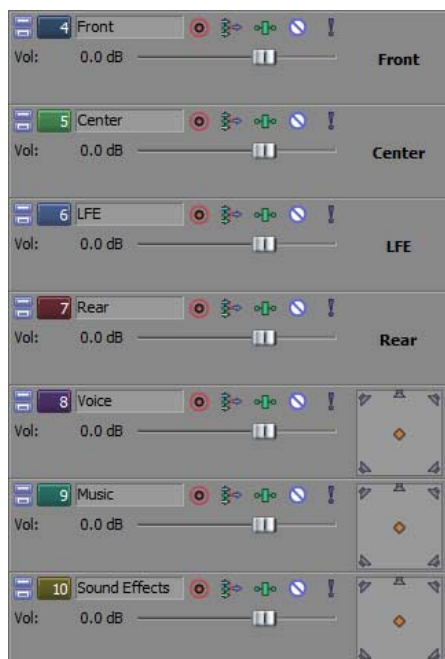 4 Front
Vol: 0.0 dB Front
5 Center
Vol: 0.0 dB Center
6 LFE
Vol: 0.0 dB LFE
7 Rear
Vol: 0.0 dB Rear
8 Voice
Vol: 0.0 dB
9 Music
Vol: 0.0 dB
10 Sound Effects
Vol: 0.0 dB